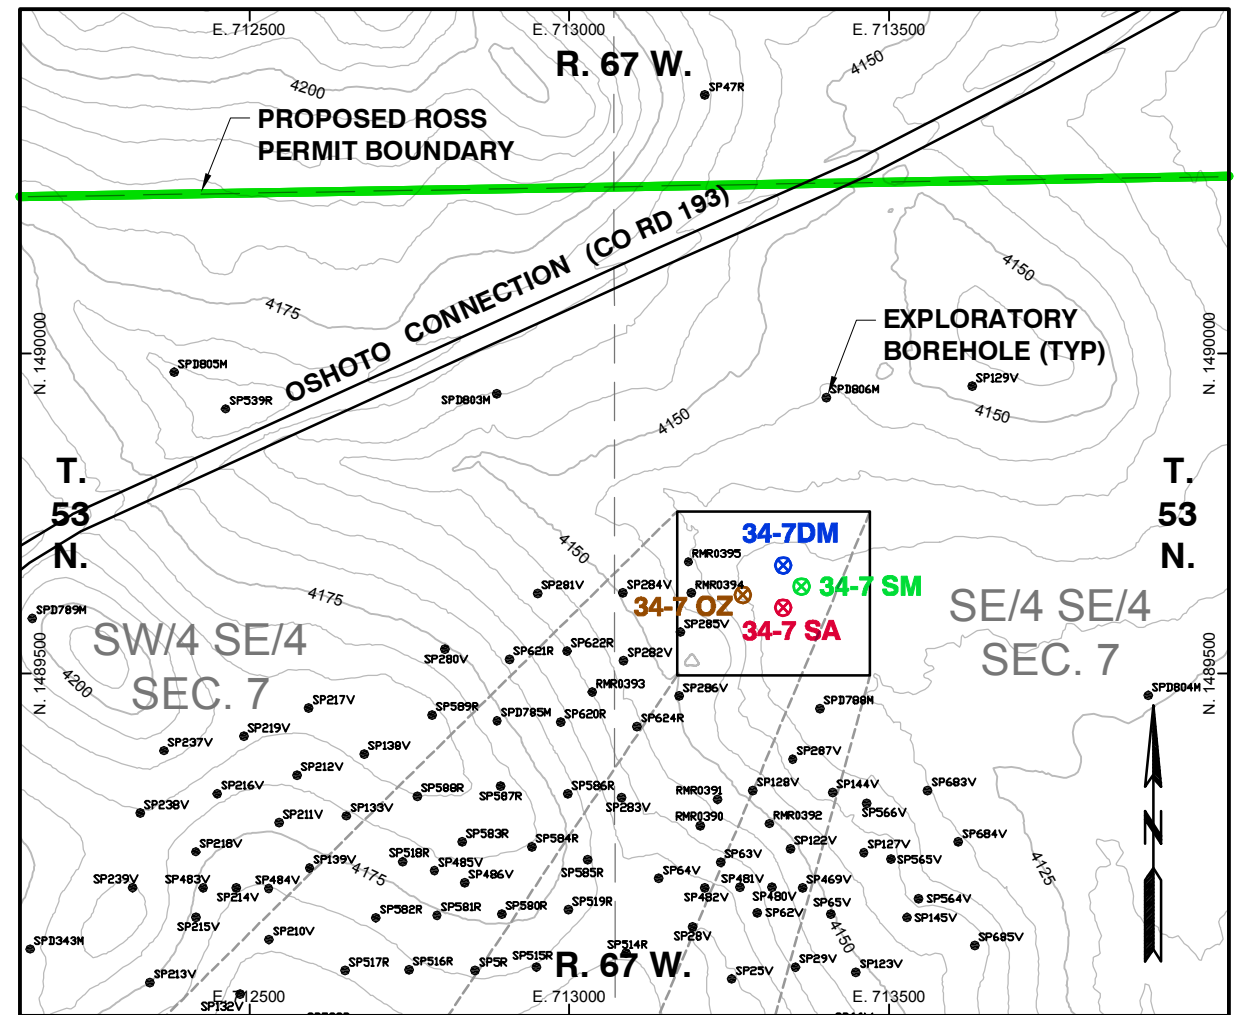 E. 712500
E. 713000
E. 713500
R. 67 W.
4150
4200
SP47R
PROPOSED ROSS
PERMIT BOUNDARY
OSHOTO CONNECTION (CO RD 193)
4150
4175
N. 1490000
N. 1490000
EXPLORATORY
BOREHOLE (TYP)
SPD805M
SP539R
SPD803M
SPD806M
SP129V
4150
4150
T.
53
N.
T.
53
N.
34-7DM
4150
RMR0395
SP281V
SP284V
RMR0394
34-7 SM
34-7 OZ
34-7 SA
4175
SPD789M
SW/4 SE/4
SEC. 7
SE/4 SE/4
SEC. 7
SP285V
SP280V
SP621R
SP622R
SP282V
4200
N. 1489500
N. 1489500
RMR0393
SP286V
SPD804M
SP217V
SP589R
SPD785M
SP620R
SP624R
SPD788M
SP237V
SP219V
SP138V
SP287V
SP212V
SP216V
SP588R
SP587R
SP586R
SP283V
RMR0391
SP128V
SP144V
SP683V
SP566V
SP238V
SP211V
SP133V
RMR0390
RMR0392
SP218V
SP583R
SP584R
SP122V
SP127V
SP684V
SP139V
SP518R
SP485V
SP585R
SP63V
SP565V
4125
4175
SP239V
SP483V
SP214V
SP484V
SP486V
SP64V
SP482V
SP481V
SP480V
SP469V
SP564V
SP215V
SP582R
SP581R
SP580R
SP519R
SP62V
SP65V
SP145V
SP210V
SP28V
4150
SPD343M
SP514R
SP685V
SP213V
SP517R
SP516R
SP5R
SP515R
R. 67 W.
SP25V
SP29V
SP123V
SP132V
E. 712500
E. 713000
E. 713500